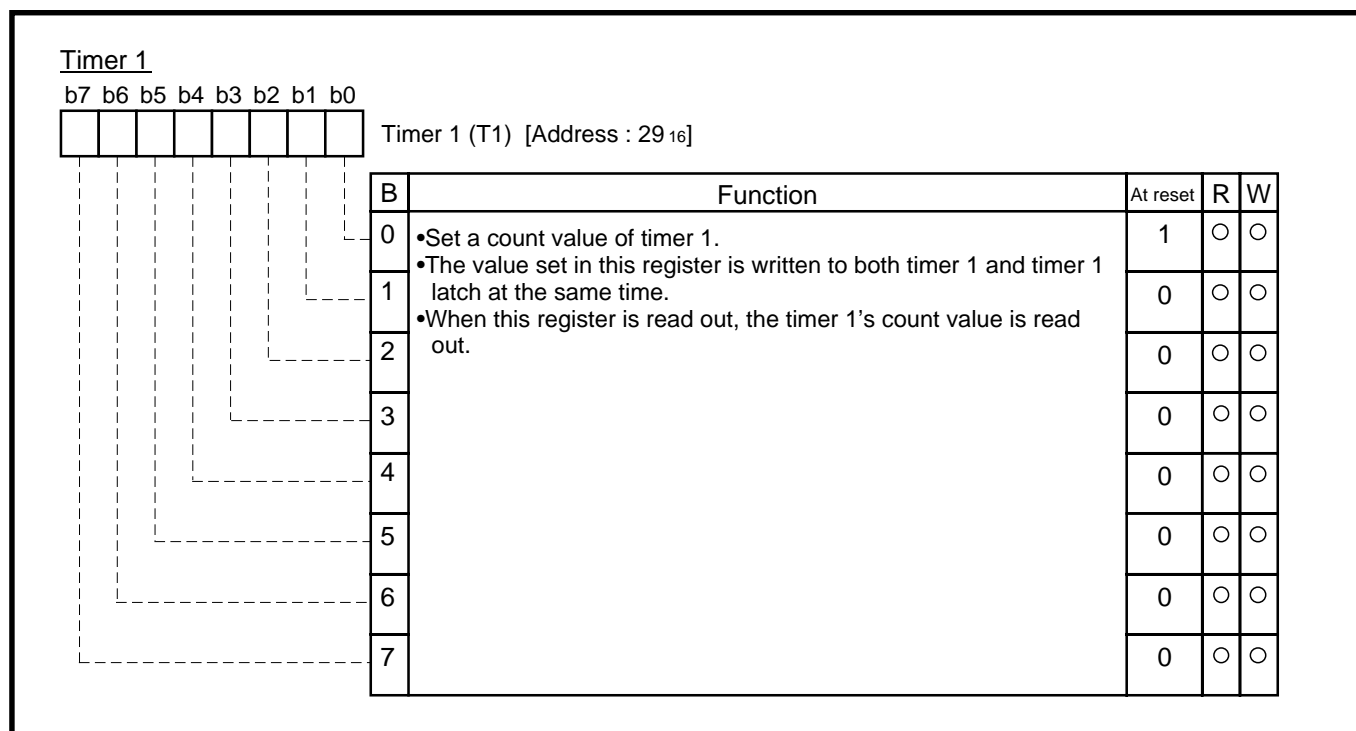 Timer 1
b7 b6 b5 b4 b3 b2 b1 b0
Timer 1 (T1) [Address : 29 16]
B Function At reset R W
0 •Set a count value of timer 1. 1 ○ ○
•The value set in this register is written to both timer 1 and timer 1
1 latch at the same time. 0 ○ ○
•When this register is read out, the timer 1’s count value is read
2 out. 0 ○ ○
3 0 ○ ○
4 0 ○ ○
5 0 ○ ○
6 0 ○ ○
7 0 ○ ○